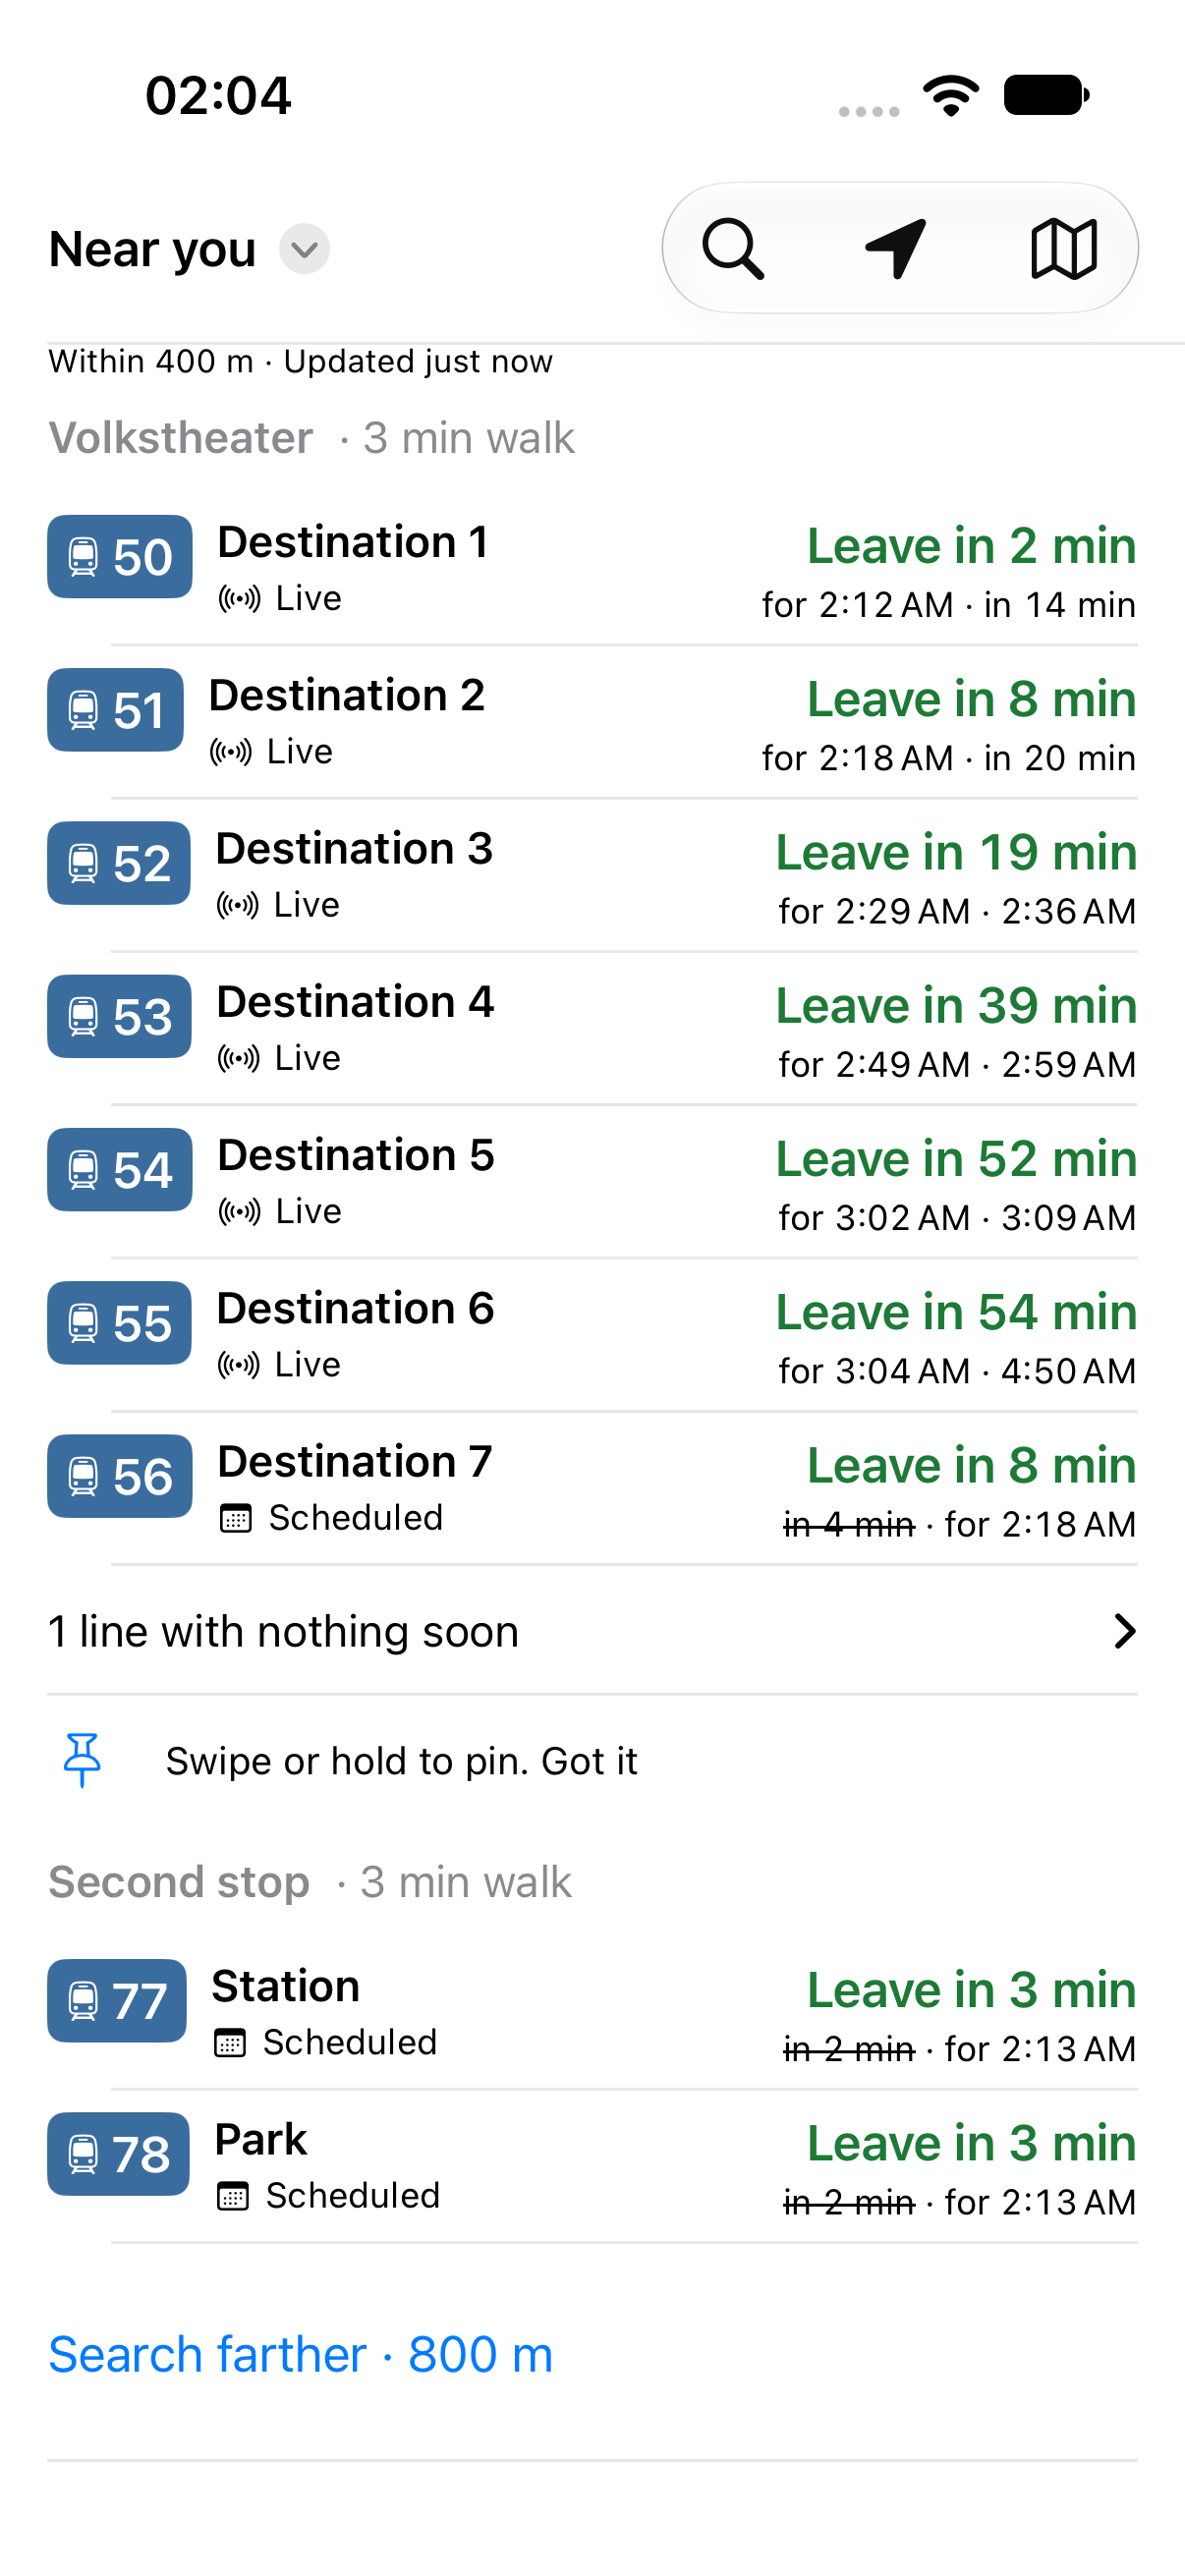 02:04
Near you
Within 400 m · Updated just now
Volkstheater · 3 min walk
50 Destination 1 Leave in 2 min
Live for 2:12 AM · in 14 min
51 Destination 2 Leave in 8 min
Live for 2:18 AM · in 20 min
52 Destination 3 Leave in 19 min
Live for 2:29 AM · 2:36 AM
53 Destination 4 Leave in 39 min
Live for 2:49 AM · 2:59 AM
54 Destination 5 Leave in 52 min
Live for 3:02 AM · 3:09 AM
55 Destination 6 Leave in 54 min
Live for 3:04 AM · 4:50 AM
56 Destination 7 Leave in 8 min
Scheduled in 4 min · for 2:18 AM
1 line with nothing soon
Swipe or hold to pin. Got it
Second stop · 3 min walk
77 Station Leave in 3 min
Scheduled in 2 min · for 2:13 AM
78 Park Leave in 3 min
Scheduled in 2 min · for 2:13 AM
Search farther · 800 m